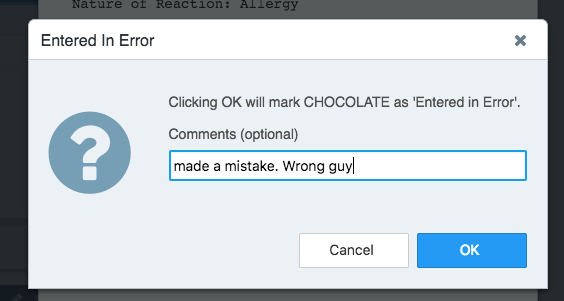 Nature of Reaction: Allergy
Entered In Error
Clicking OK will mark CHOCOLATE as 'Entered in Error'.
Comments (optional)
made a mistake. Wrong guy
Cancel
OK